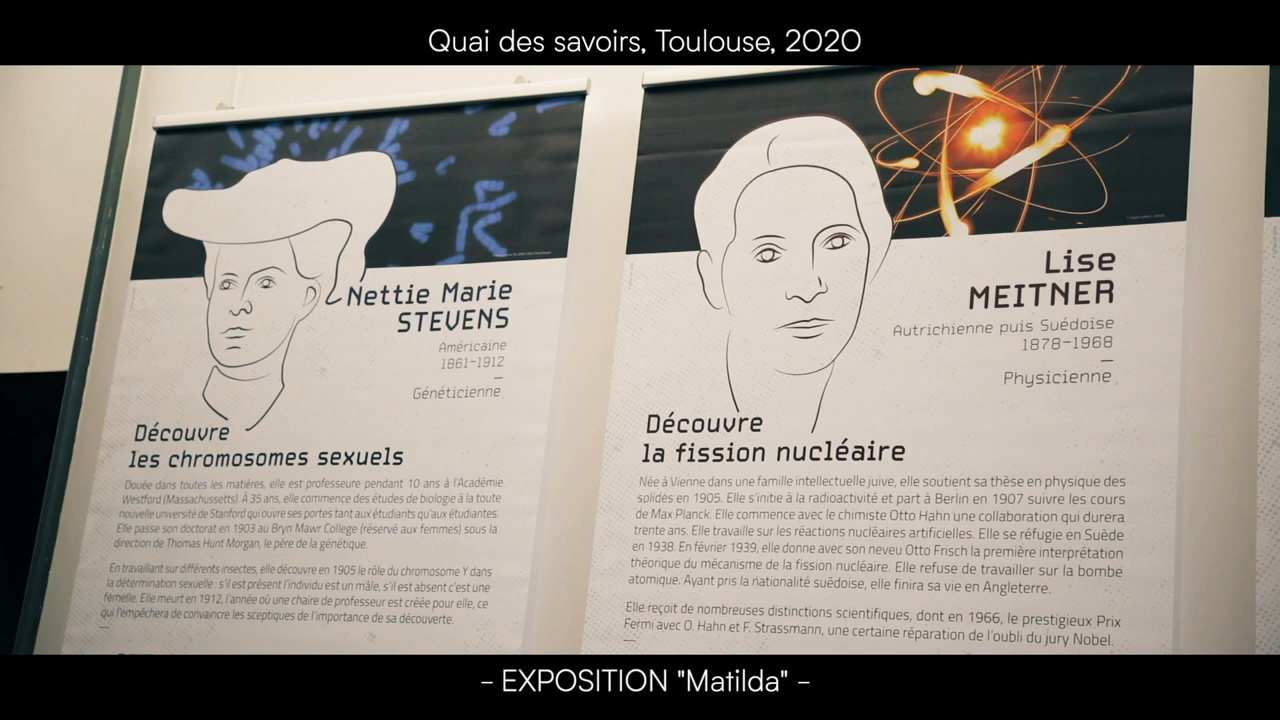 Quai des savoirs, Toulouse, 2020
Nettie Marie
STEVENS
Américaine
1861-1912
Généticienne
Découvre
les chromosomes sexuels
Douée dans toutes les matières, elle est professeure pendant 10 ans à l'Académie
Westford (Massachussetts). À 35 ans, elle commence des études de biologie à la toute
nouvelle université de Stanford qui ouvre ses portes tant aux étudiants qu'aux étudiantes.
Elle passe son doctorat en 1903 au Bryn Mawr College (réservé aux femmes) sous la
direction de Thomas Hunt Morgan, le père de la génétique.
En travaillant sur différents insectes, elle découvre en 1905 le rôle du chromosome Y dans
la détermination sexuelle : s'il est présent l'individu est un mâle, s'il est absent c'est une
femelle. Elle meurt en 1912, l'année où une chaire de professeur est créée pour elle, ce
qui l'empêchera de convaincre les sceptiques de l'importance de sa découverte.
Lise
MEITNER
Autrichienne puis Suédoise
1878-1968
Physicienne
Découvre
la fission nucléaire
Née à Vienne dans une famille intellectuelle juive, elle soutient sa thèse en physique des
solides en 1905. Elle s'initie à la radioactivité et part à Berlin en 1907 suivre les cours
de Max Planck. Elle commence avec le chimiste Otto Hahn une collaboration qui durera
trente ans. Elle travaille sur les réactions nucléaires artificielles. Elle se réfugie en Suède
en 1938. En février 1939, elle donne avec son neveu Otto Frisch la première interprétation
théorique du mécanisme de la fission nucléaire. Elle refuse de travailler sur la bombe
atomique. Ayant pris la nationalité suédoise, elle finira sa vie en Angleterre.
Elle reçoit de nombreuses distinctions scientifiques, dont en 1966, le prestigieux Prix
Fermi avec O. Hahn et F. Strassmann, une certaine réparation de l'oubli du jury Nobel.
- EXPOSITION "Matilda" -